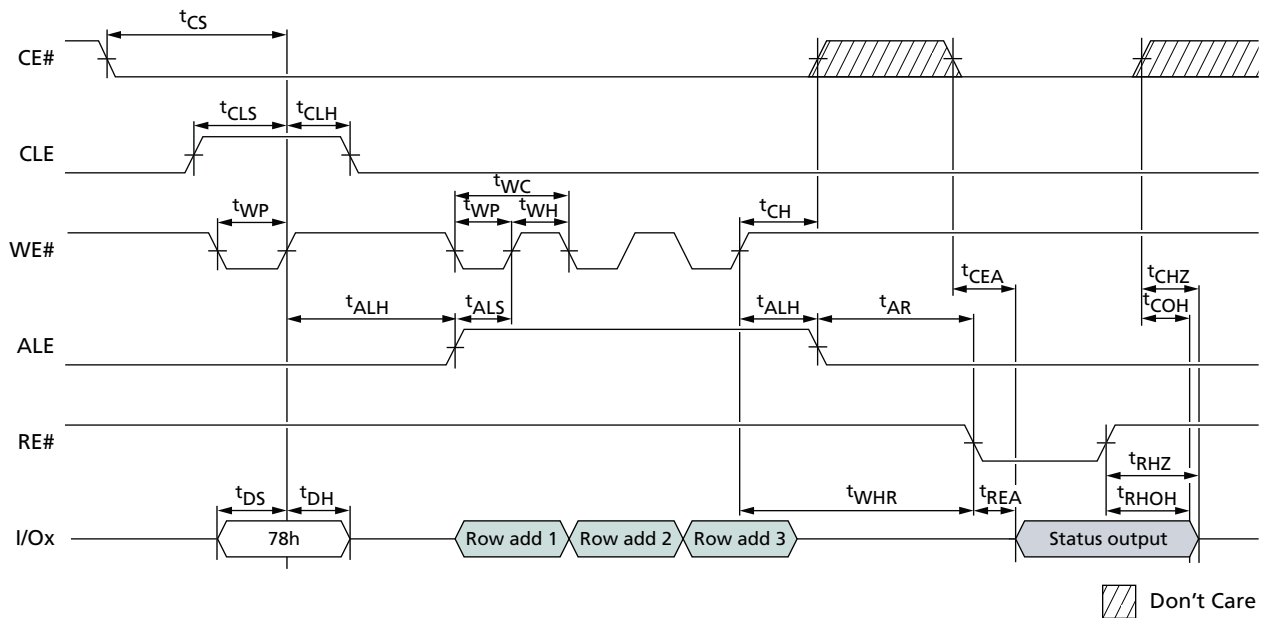 tCS
CE#
tCLS
tCLH
CLE
tWC
tWP
tWP
tWH
tCH
WE#
tCEA
tCHZ
tCOH
tALH
tALS
tALH
tAR
ALE
RE#
tRHZ
tDS
tDH
tWHR
tREA
tRHOH
I/Ox
78h
Row add 1
Row add 2
Row add 3
Status output
Don't Care